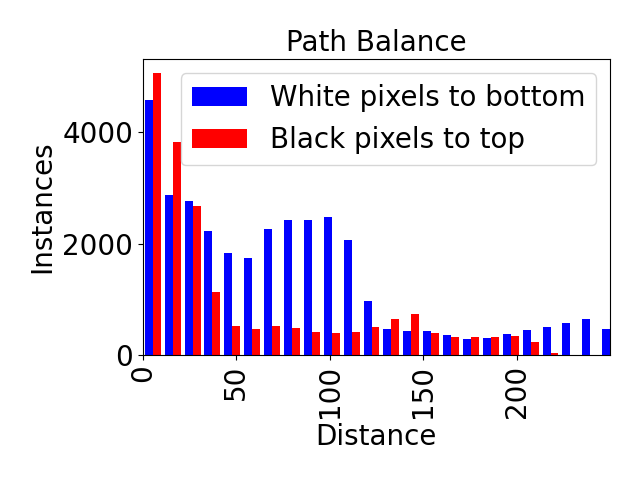 Path Balance
White pixels to bottom
Black pixels to top
Instances
4000
2000
0
0
50
100
150
200
Distance